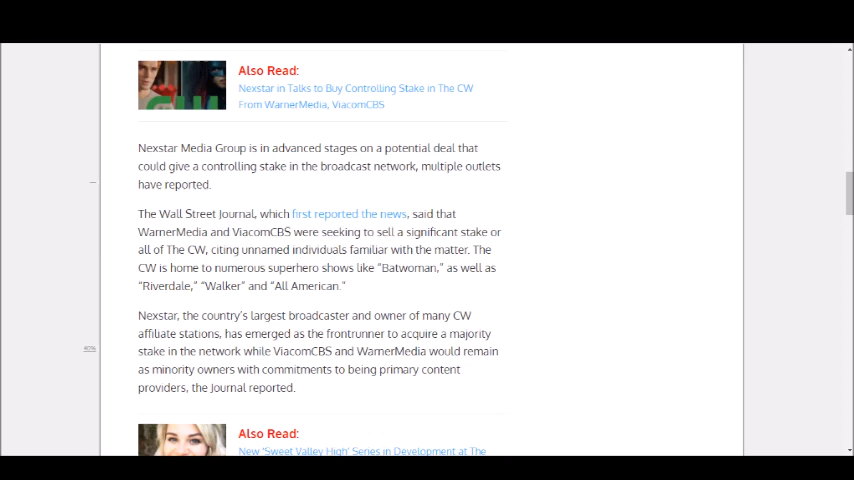 Also Read:
Nexstar in Talks to Buy Controlling Stake in The CW
From WarnerMedia, ViacomCBS
CW
Nexstar Media Group is in advanced stages on a potential deal that
could give a controlling stake in the broadcast network, multiple outlets
have reported.
The Wall Street Journal, which first reported the news, said that
WarnerMedia and ViacomCBS were seeking to sell a significant stake or
all of The CW, citing unnamed individuals familiar with the matter. The
CW is home to numerous superhero shows like “Batwoman,” as well as
“Riverdale,” “Walker” and “All American.”
Nexstar, the country’s largest broadcaster and owner of many CW
affiliate stations, has emerged as the frontrunner to acquire a majority
stake in the network while ViacomCBS and WarnerMedia would remain
as minority owners with commitments to being primary content
providers, the Journal reported.
40%
Also Read:
New ‘Sweet Valley High’ Series in Development at The